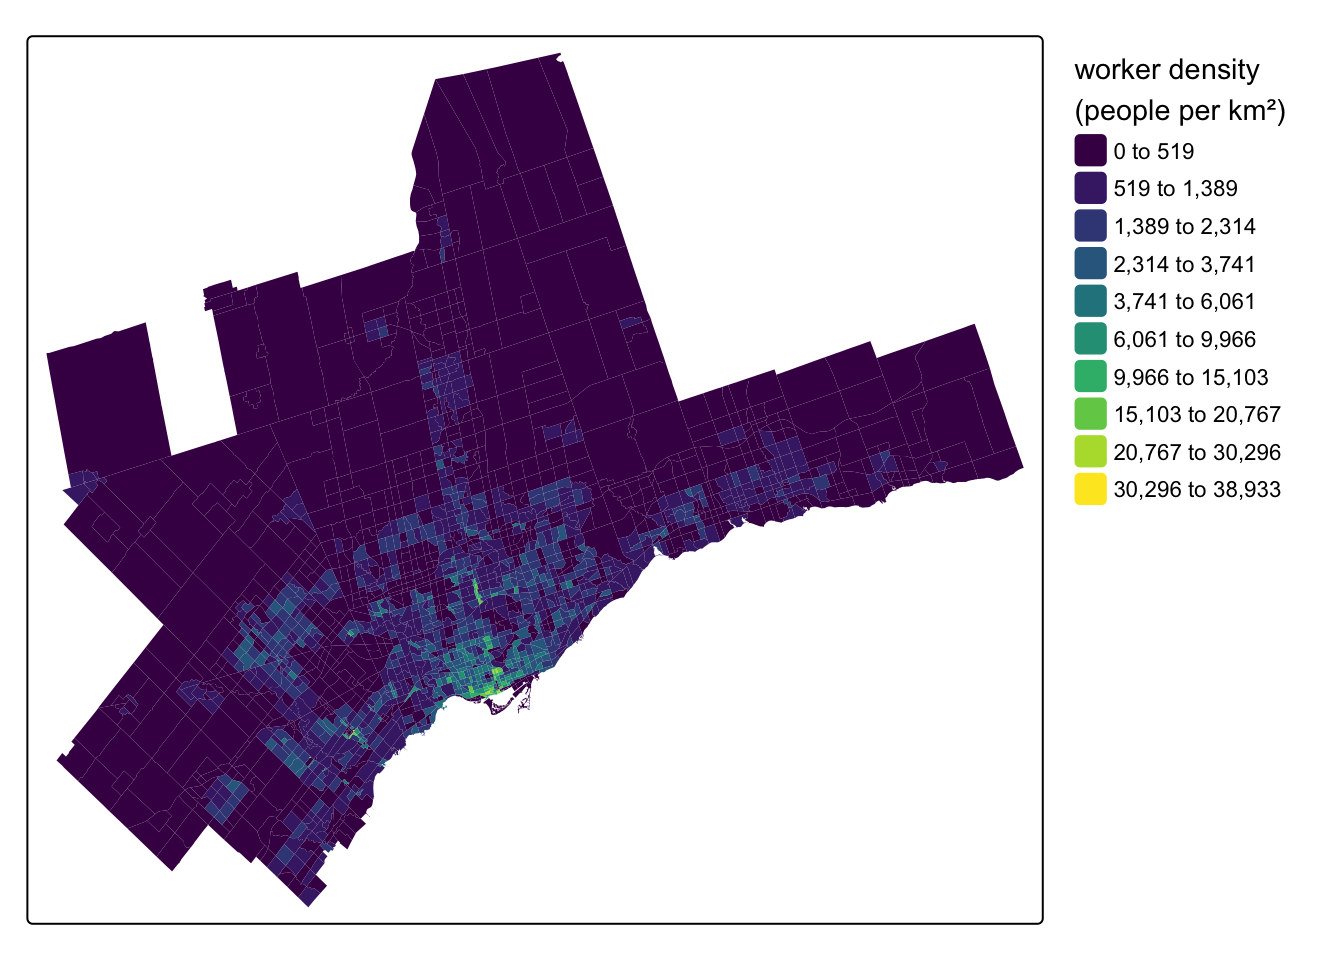 worker density
(people per km²)
0 to 519
519 to 1,389
1,389 to 2,314
2,314 to 3,741
3,741 to 6,061
6,061 to 9,966
9,966 to 15,103
15,103 to 20,767
20,767 to 30,296
30,296 to 38,933